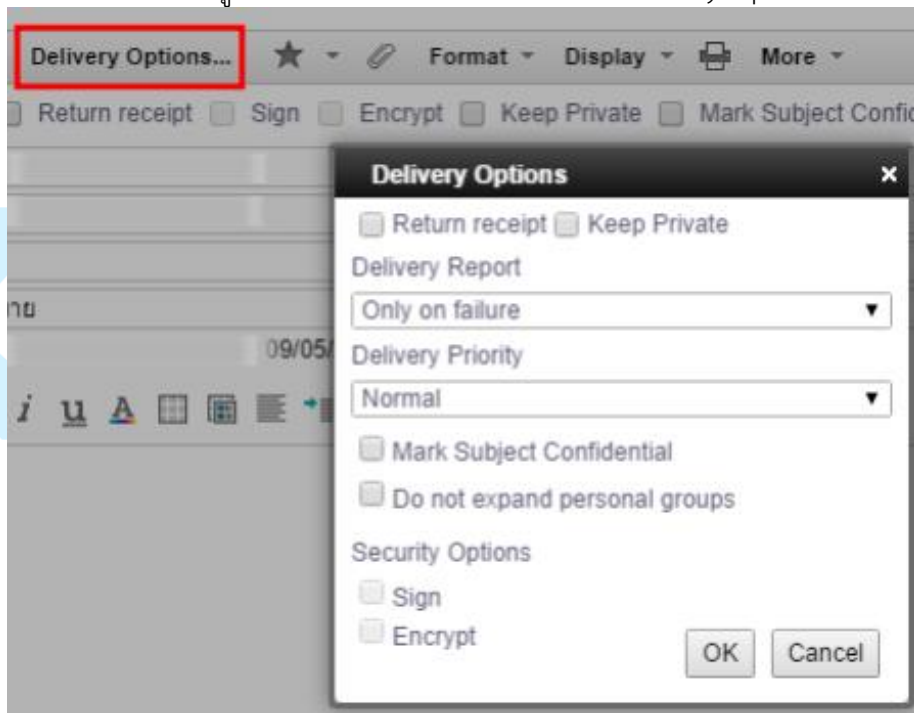 Delivery Options... Format Display More
Return receipt Sign Encrypt Keep Private Mark Subject
Delivery Options
Return receipt Keep Private
Delivery Report
Only on failure
09/05/
Delivery Priority
i u A
Normal
Mark Subject Confidential
Do not expand personal groups
Security Options
Sign
Encrypt
OK Cancel